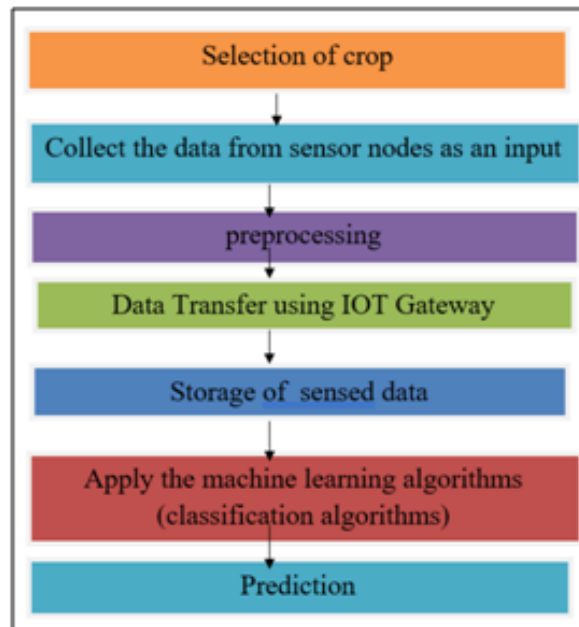 Selection of crop
Collect the data from sensor nodes as an input
preprocessing
Data Transfer using IOT Gateway
Storage of sensed data
Apply the machine learning algorithms
(classification algorithms)
Prediction